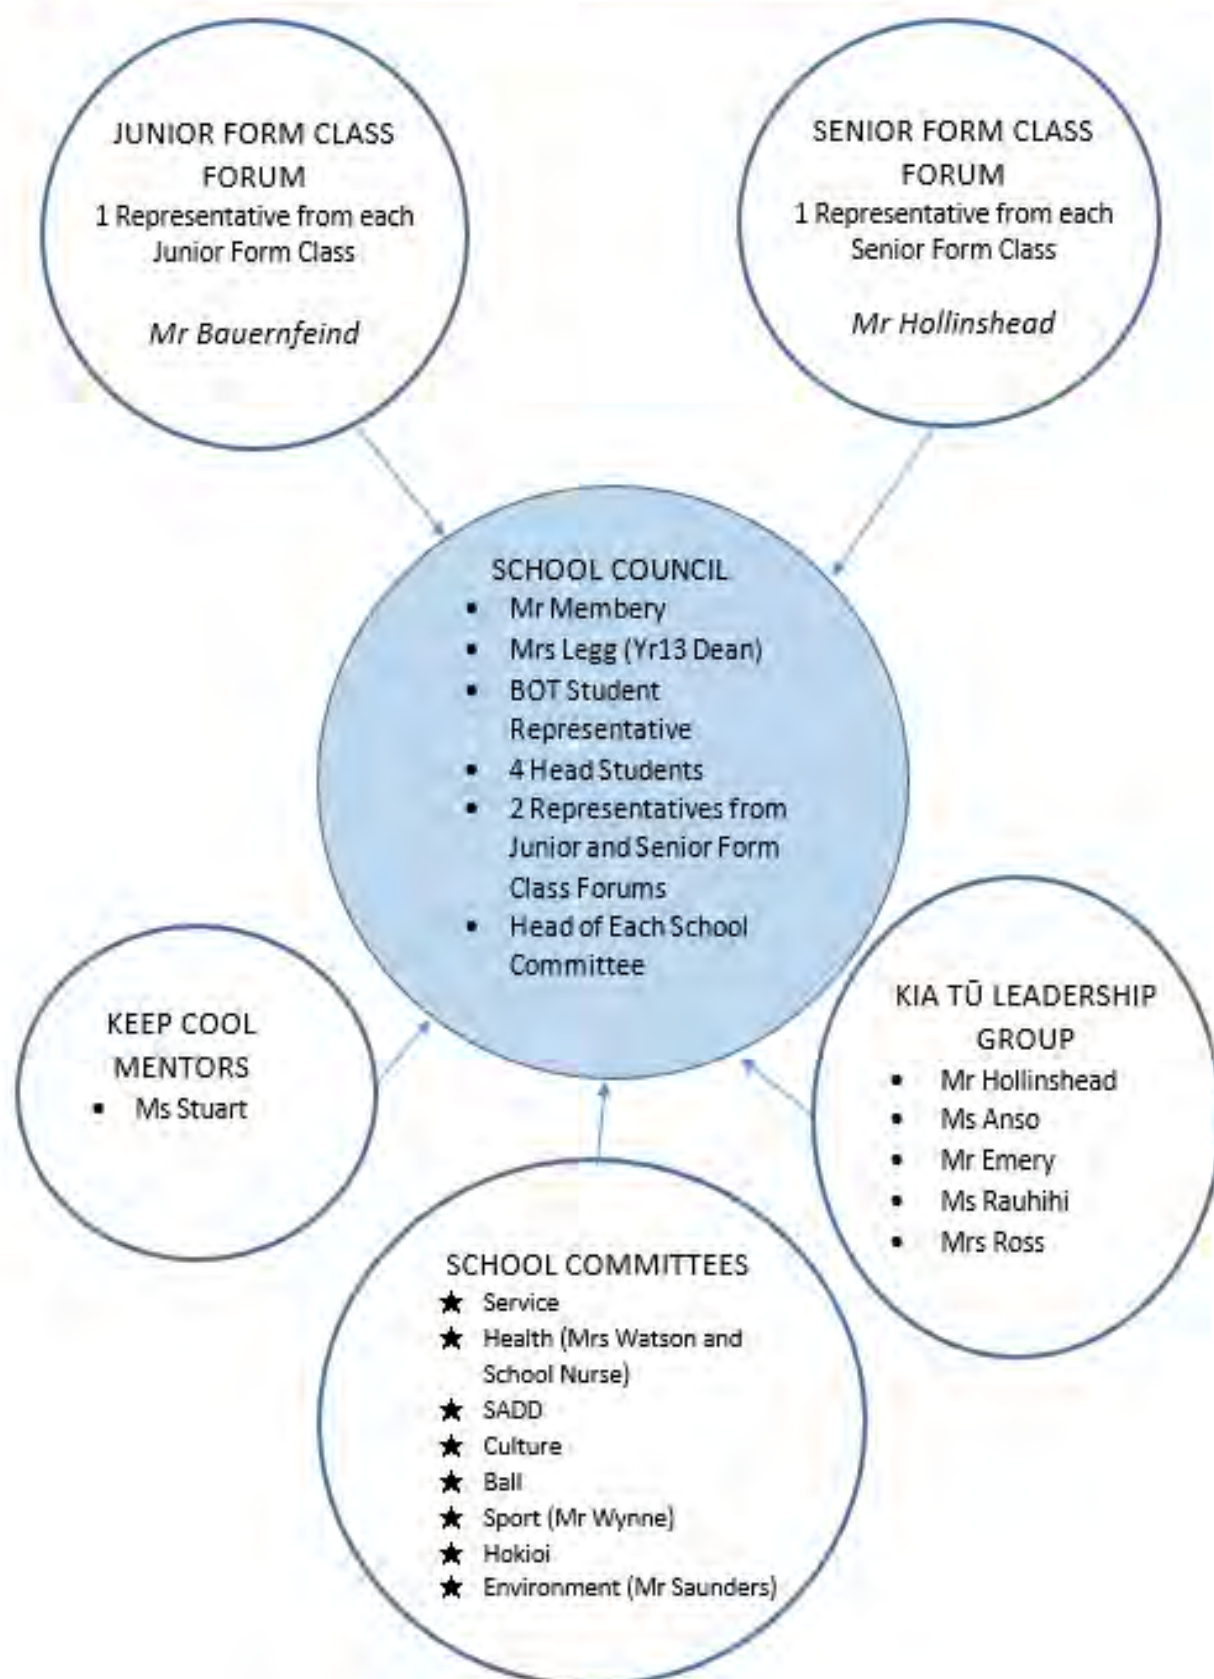 JUNIOR FORM CLASS
FORUM
1 Representative from each
Junior Form Class
Mr Bauernfeind
SENIOR FORM CLASS
FORUM
1 Representative from each
Senior Form Class
Mr Hollinshead
SCHOOL COUNCIL
• Mr Membery
• Mrs Legg (Yr13 Dean)
• BOT Student
Representative
• 4 Head Students
• 2 Representatives from
Junior and Senior Form
Class Forums
• Head of Each School
Committee
KEEP COOL
MENTORS
• Ms Stuart
KIA TŪ LEADERSHIP
GROUP
• Mr Hollinshead
• Ms Anso
• Mr Emery
• Ms Rauhihi
• Mrs Ross
SCHOOL COMMITTEES
★ Service
★ Health (Mrs Watson and
School Nurse)
★ SADD
★ Culture
★ Ball
★ Sport (Mr Wynne)
★ Hokioi
★ Environment (Mr Saunders)